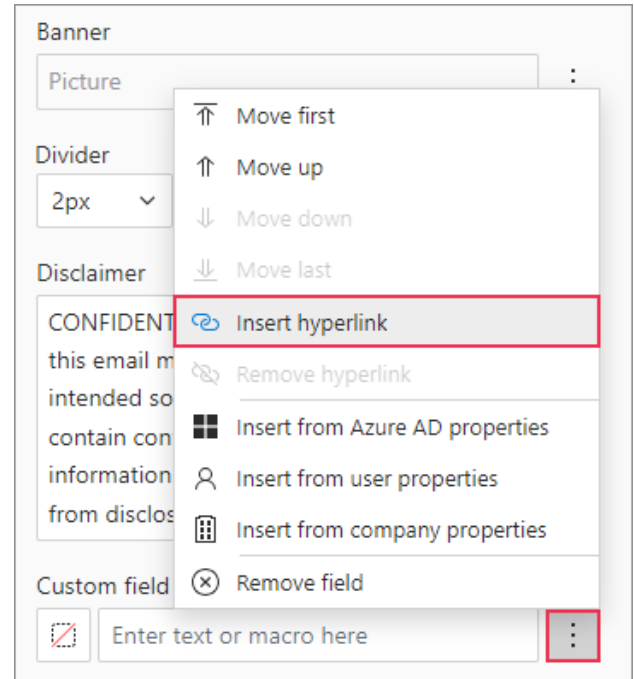 Banner
Picture
Move first
Divider
Move up
2px
Move down
Disclaimer
Move last
CONFIDENT
Insert hyperlink
this email m
Remove hyperlink
intended so
contain con
Insert from Azure AD properties
information
Insert from user properties
from disclos
Insert from company properties
Custom field
Remove field
Enter text or macro here